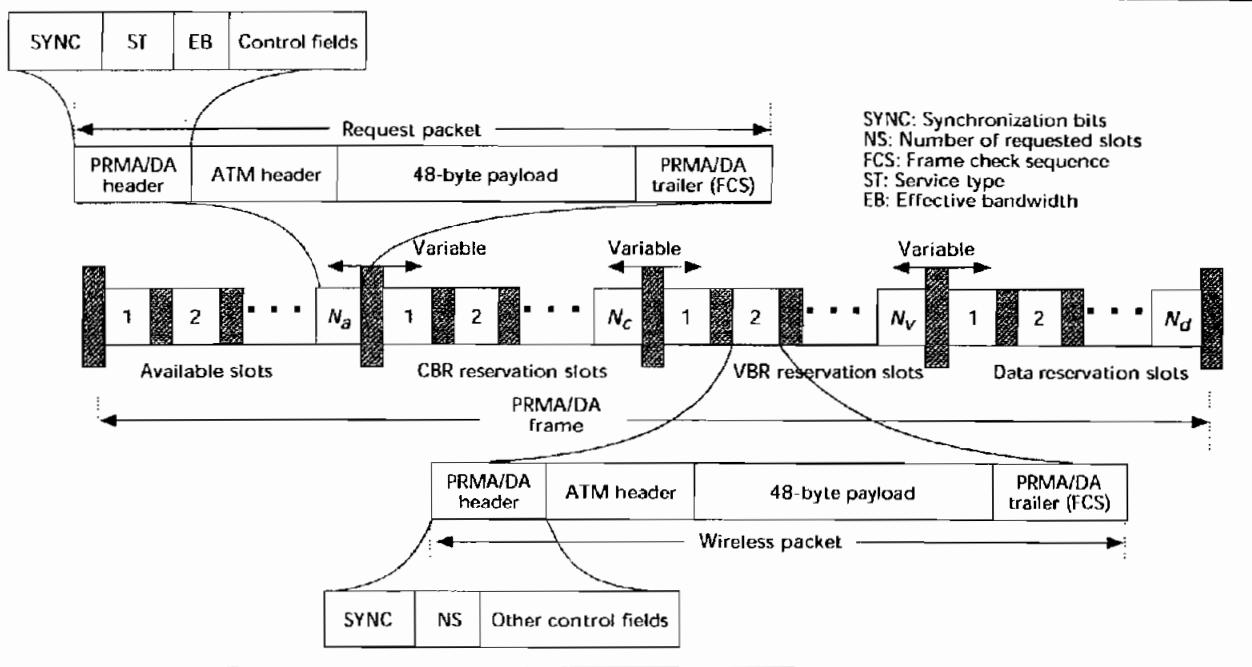 SYNC ST EB Control fields
Request packet
SYNC: Synchronization bits
NS: Number of requested slots
FCS: Frame check sequence
ST: Service type
EB: Effective bandwidth
PRMA/DA header
ATM header
48-byte payload
PRMA/DA trailer (FCS)
Variable
Variable
Variable
1 2 Na 1 2 Nc 1 2 Nv 1 2 Nd
Available slots
CBR reservation slots
VBR reservation slots
Data reservation slots
PRMA/DA
frame
PRMA/DA header
ATM header
48-byte payload
PRMA/DA trailer (FCS)
Wireless packet
SYNC NS Other control fields